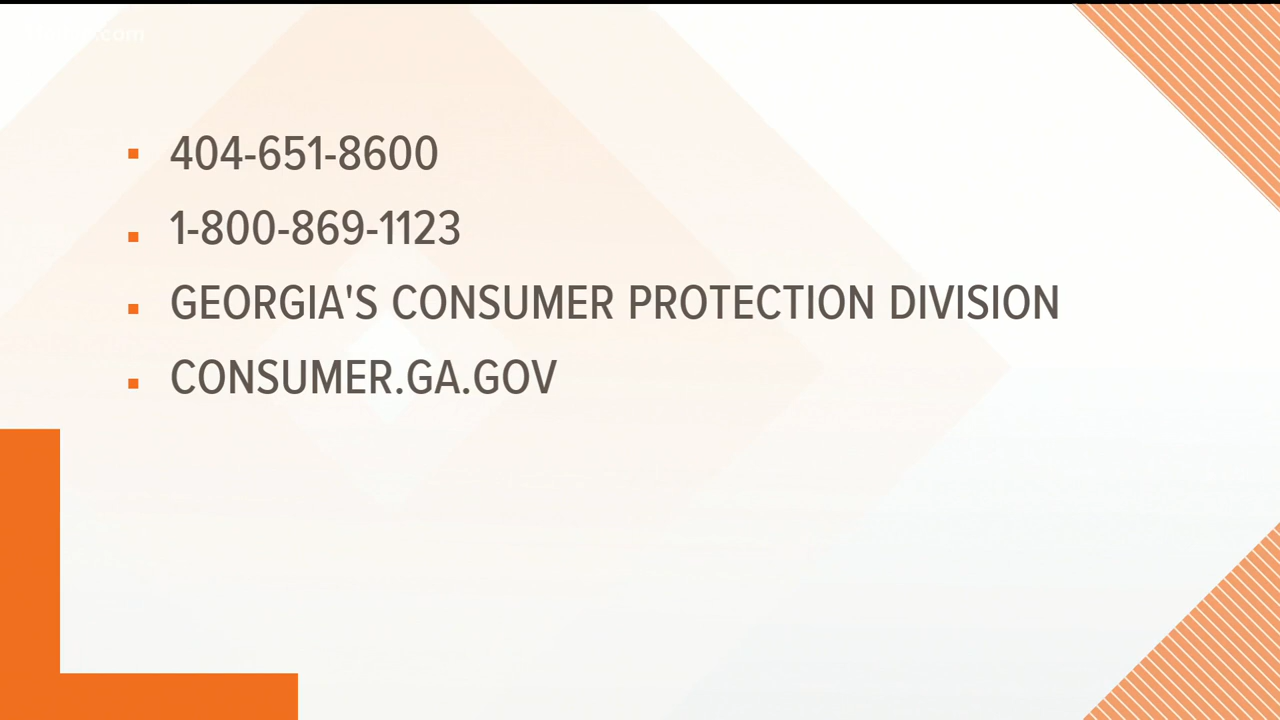 404-651-8600
1-800-869-1123
GEORGIA'S CONSUMER PROTECTION DIVISION
CONSUMER.GA.GOV